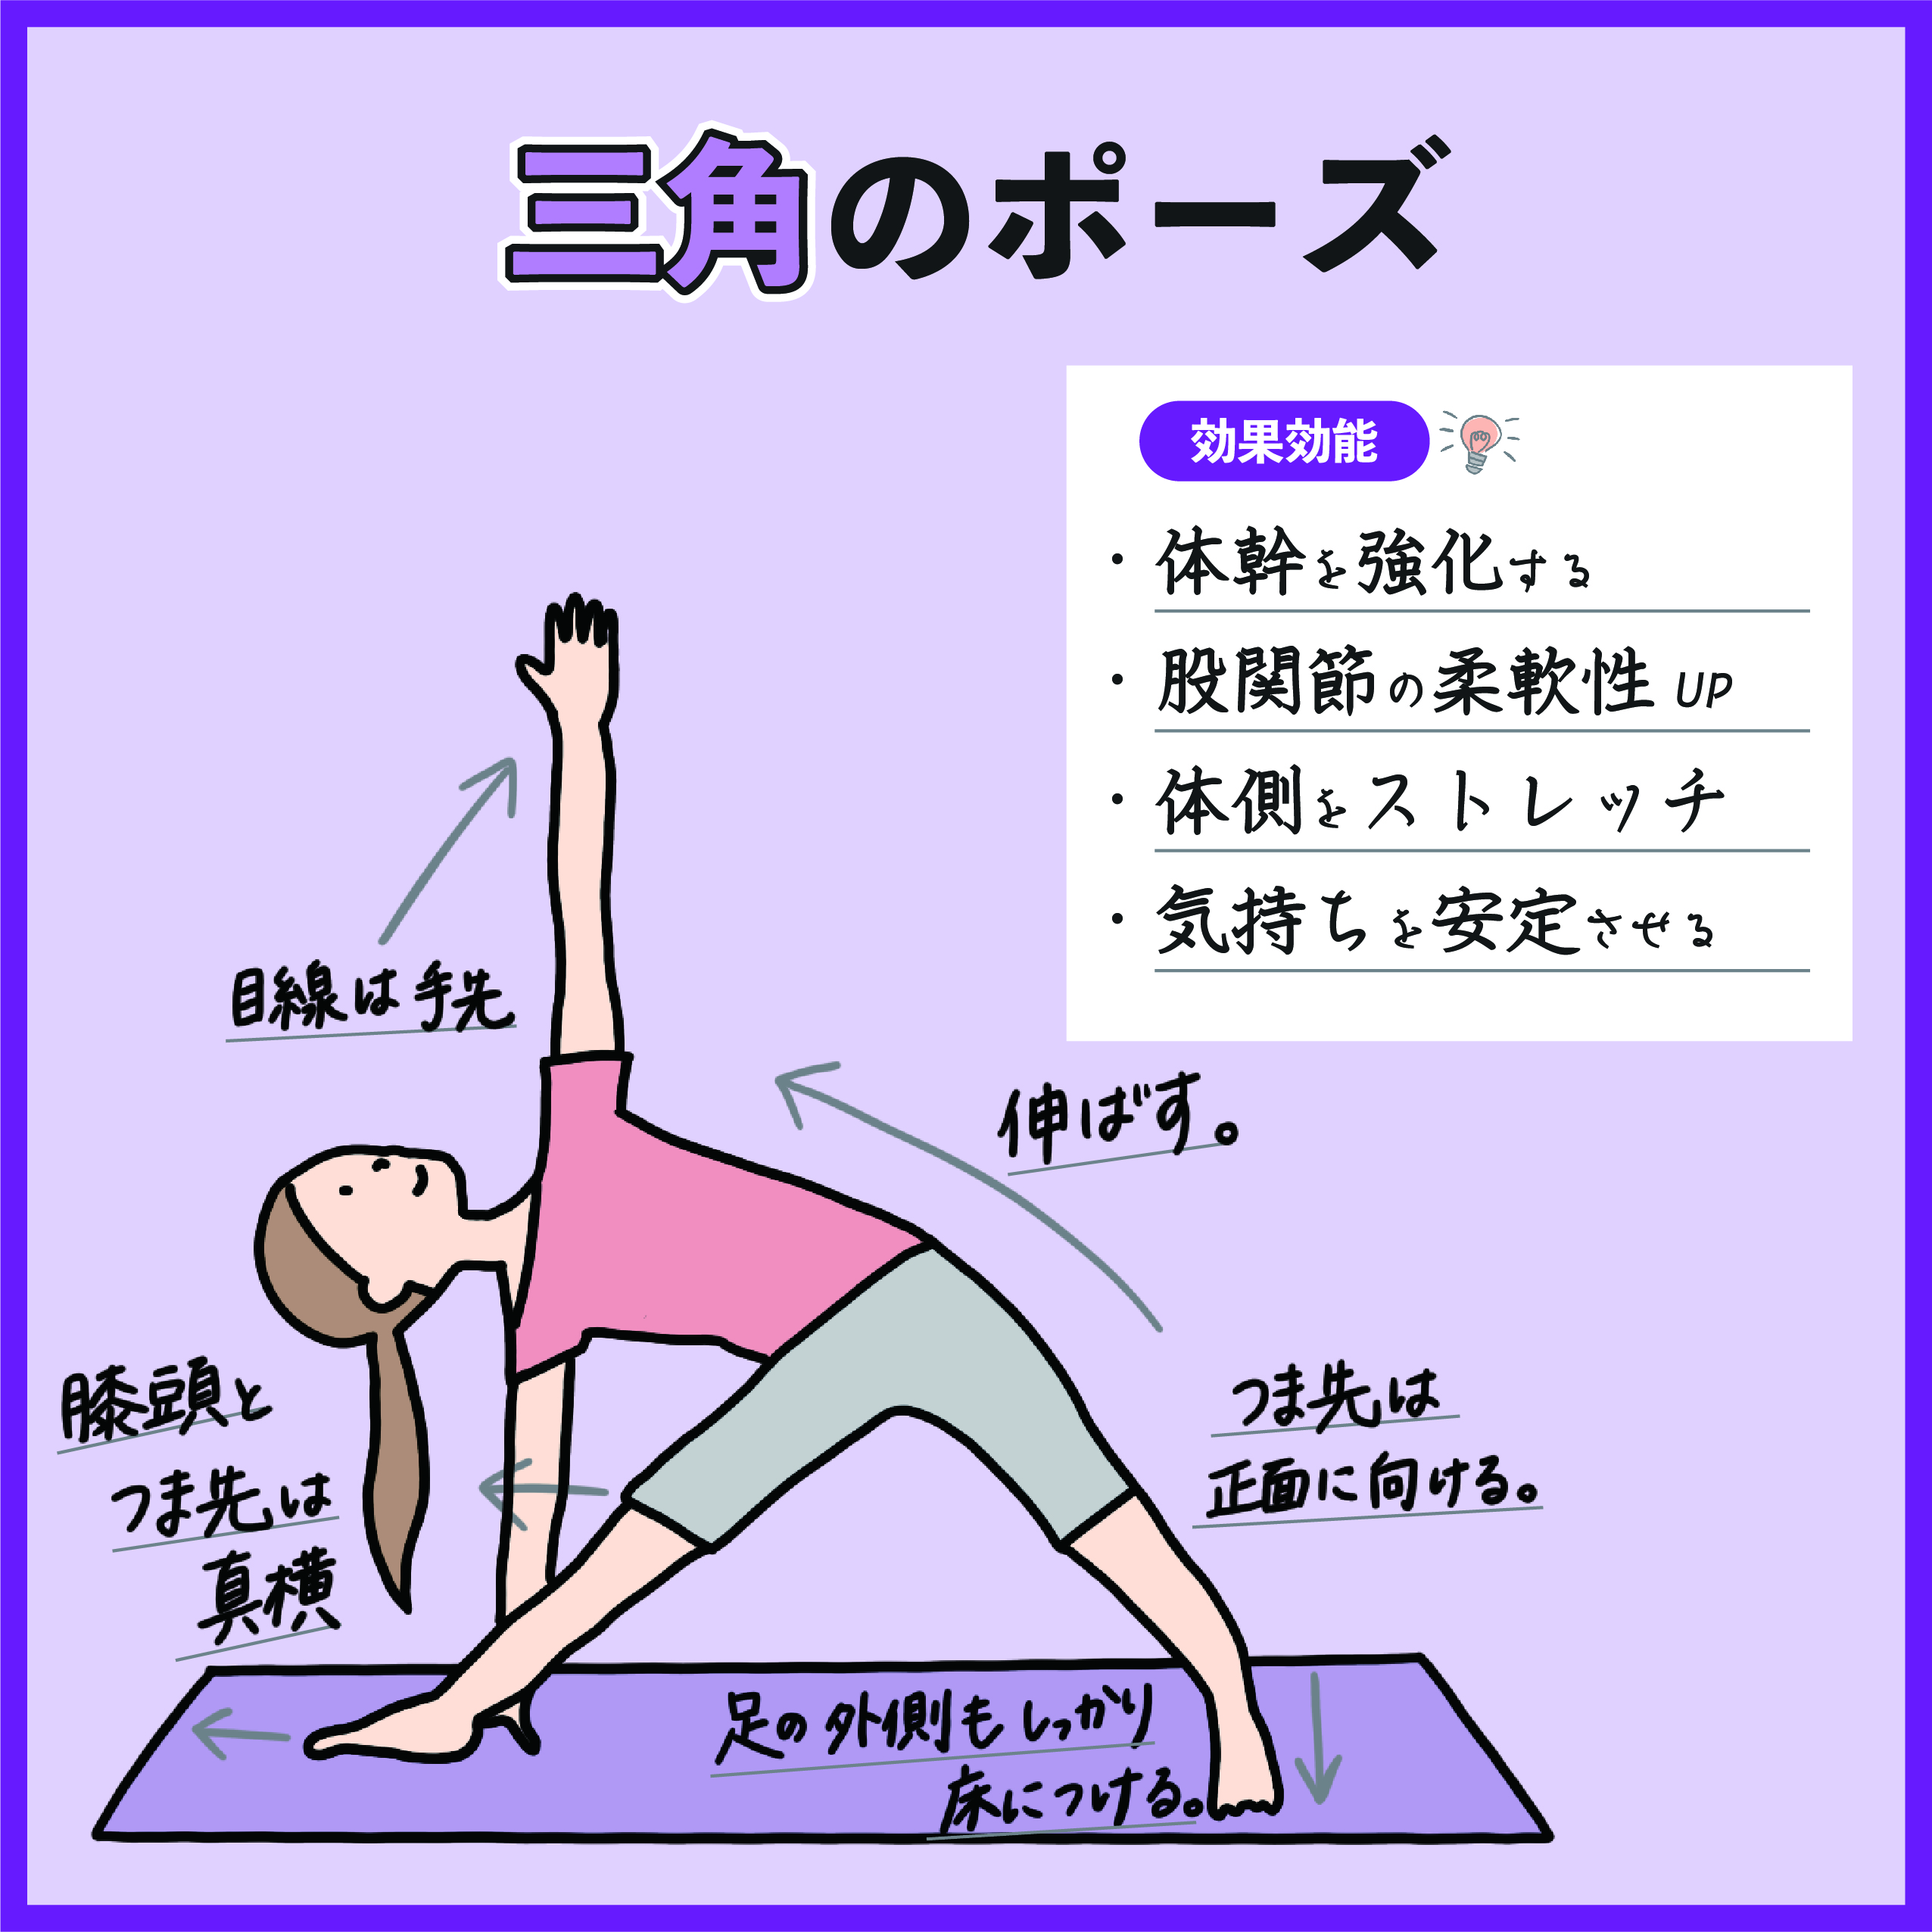 三角のポーズ
効果効能
・体幹を強化する
・股関節の柔軟性UP
・体側をストレッチ
・気持ちを安定させる
目線は手先
伸ばす。
膝頭と
つま先は
真横
つま先は
正面に向ける。
足の外側もしっかり
床につける。